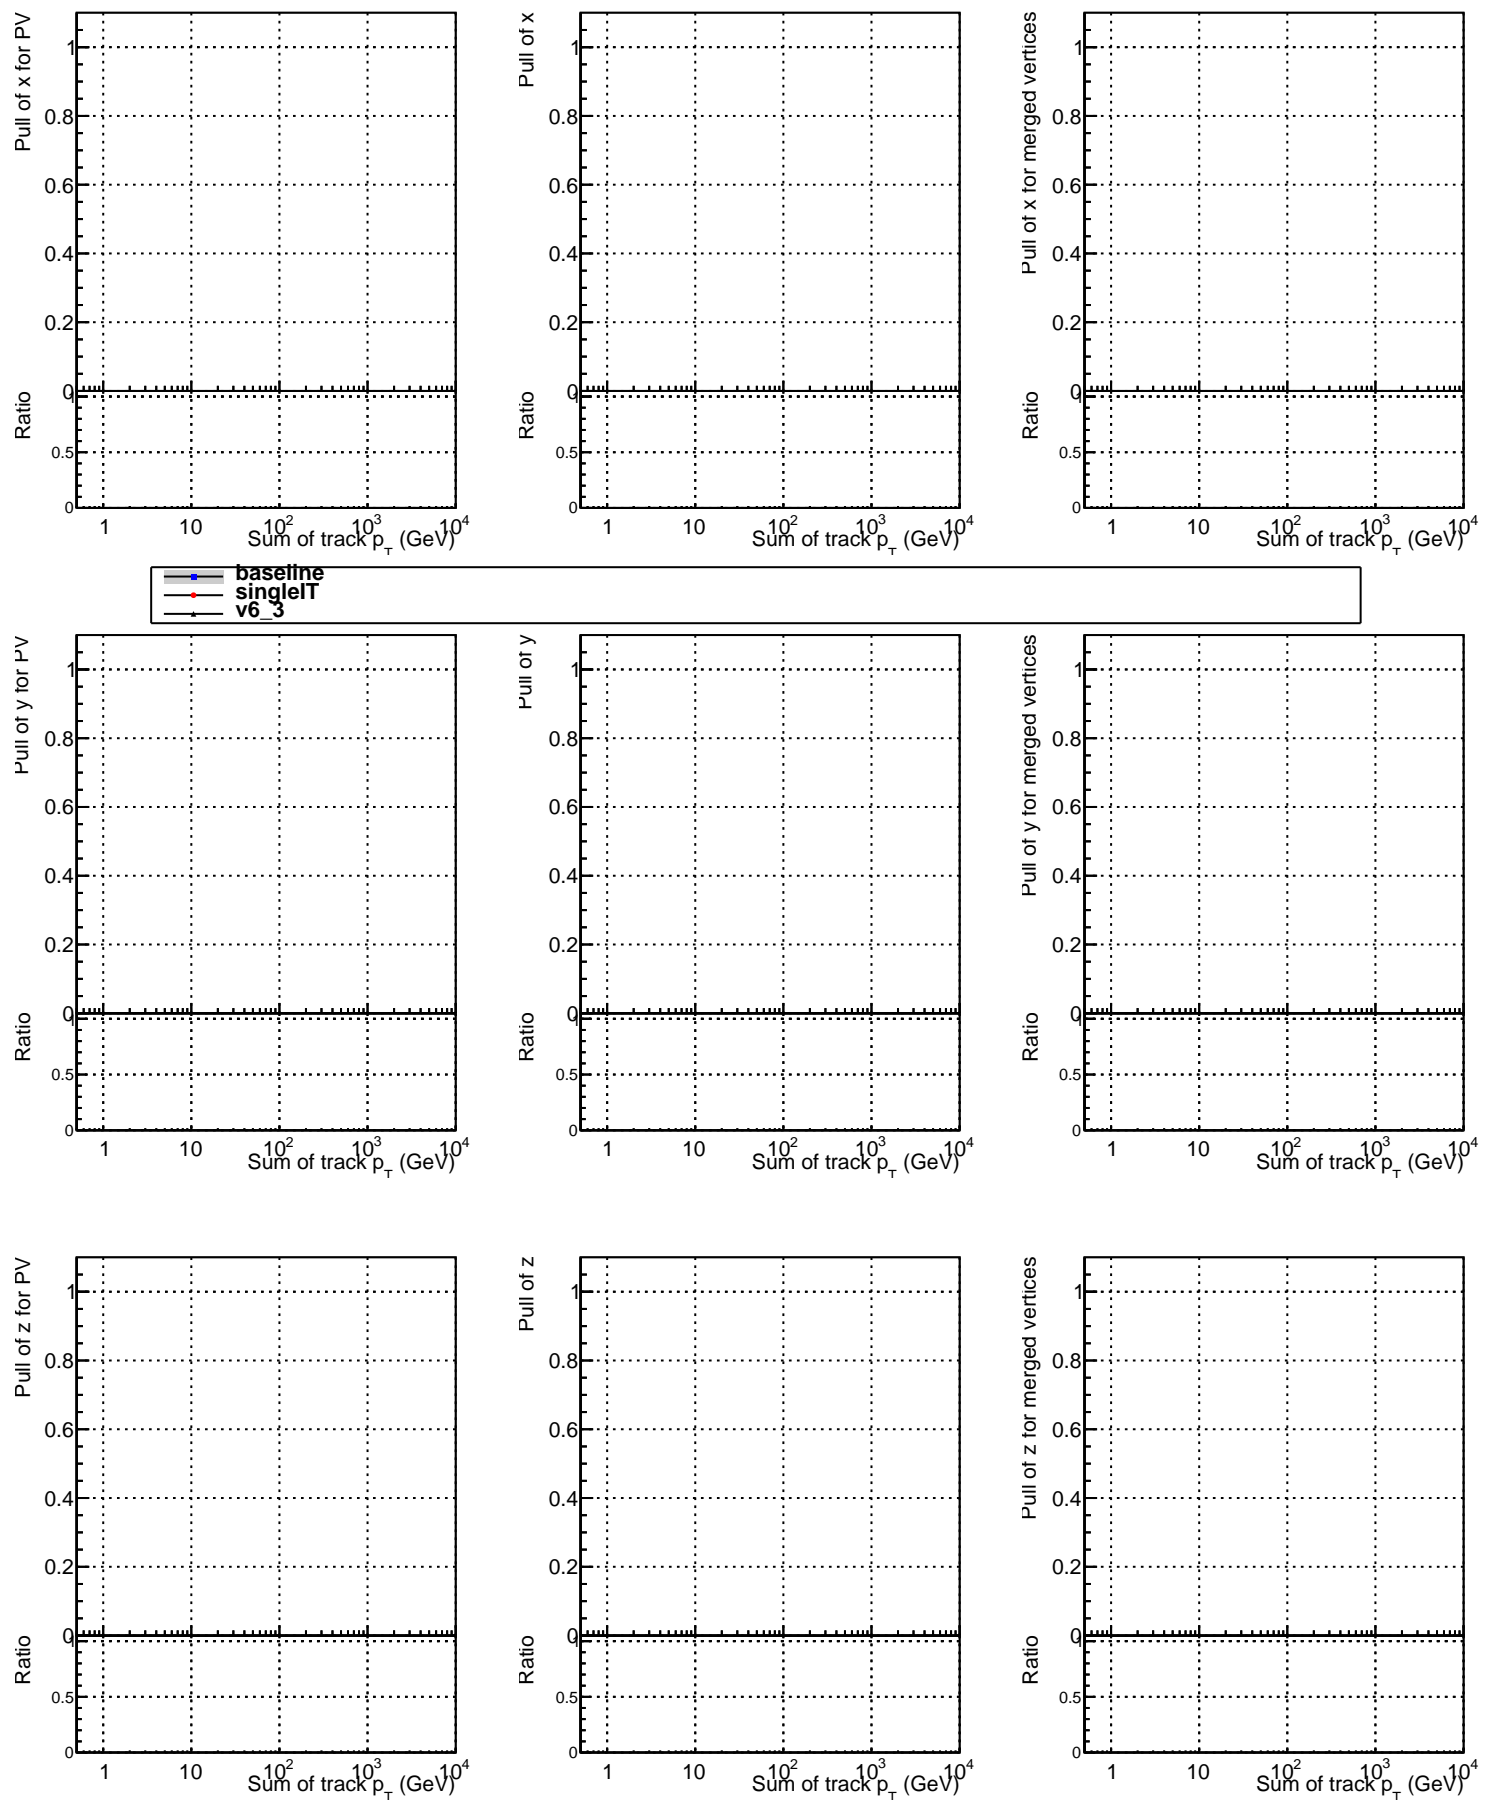 Pull of x for PV
1
0.8
0.6
0.4
0.2
0
Ratio
1
0.5
0
1 10 10² 10³ 10⁴
Sum of track p_T (GeV)
Pull of x
1
0.8
0.6
0.4
0.2
0
Ratio
1
0.5
0
1 10 10² 10³ 10⁴
Sum of track p_T (GeV)
Pull of x for merged vertices
1
0.8
0.6
0.4
0.2
0
Ratio
1
0.5
0
1 10 10² 10³ 10⁴
Sum of track p_T (GeV)
baseline
singleIT
v6_3
Pull of y for PV
1
0.8
0.6
0.4
0.2
0
Ratio
1
0.5
0
1 10 10² 10³ 10⁴
Sum of track p_T (GeV)
Pull of y
1
0.8
0.6
0.4
0.2
0
Ratio
1
0.5
0
1 10 10² 10³ 10⁴
Sum of track p_T (GeV)
Pull of y for merged vertices
1
0.8
0.6
0.4
0.2
0
Ratio
1
0.5
0
1 10 10² 10³ 10⁴
Sum of track p_T (GeV)
Pull of z for PV
1
0.8
0.6
0.4
0.2
0
Ratio
1
0.5
0
1 10 10² 10³ 10⁴
Sum of track p_T (GeV)
Pull of z
1
0.8
0.6
0.4
0.2
0
Ratio
1
0.5
0
1 10 10² 10³ 10⁴
Sum of track p_T (GeV)
Pull of z for merged vertices
1
0.8
0.6
0.4
0.2
0
Ratio
1
0.5
0
1 10 10² 10³ 10⁴
Sum of track p_T (GeV)